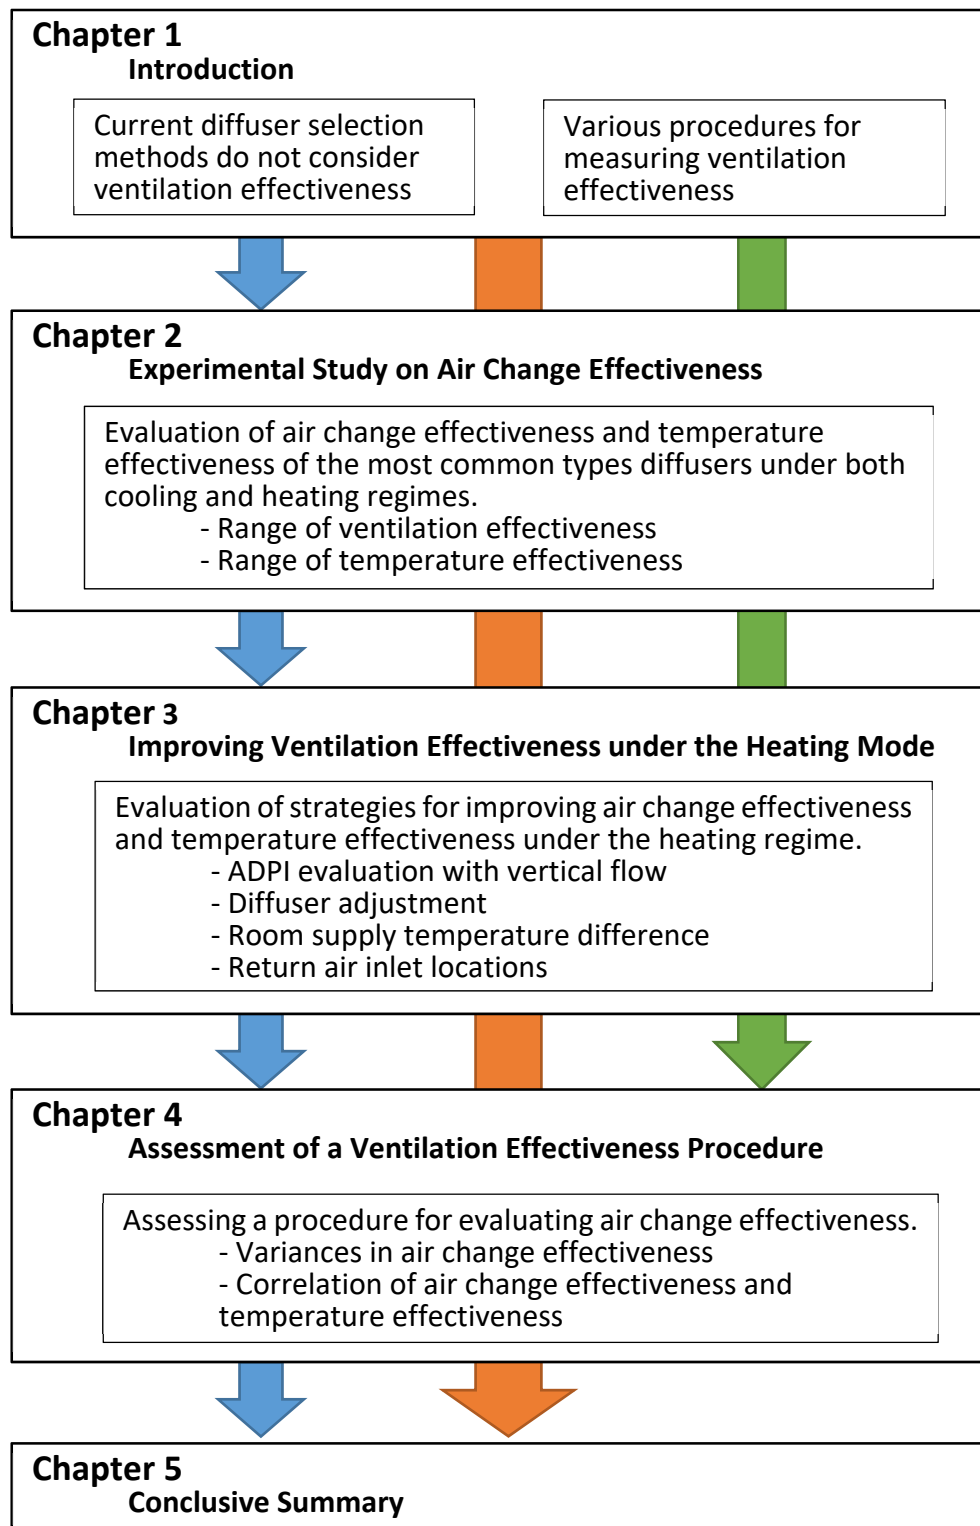 Chapter 1
Introduction
Current diffuser selection
methods do not consider
ventilation effectiveness
Various procedures for
measuring ventilation
effectiveness
Chapter 2
Experimental Study on Air Change Effectiveness
Evaluation of air change effectiveness and temperature
effectiveness of the most common types diffusers under both
cooling and heating regimes.
- Range of ventilation effectiveness
- Range of temperature effectiveness
Chapter 3
Improving Ventilation Effectiveness under the Heating Mode
Evaluation of strategies for improving air change effectiveness
and temperature effectiveness under the heating regime.
- ADPI evaluation with vertical flow
- Diffuser adjustment
- Room supply temperature difference
- Return air inlet locations
Chapter 4
Assessment of a Ventilation Effectiveness Procedure
Assessing a procedure for evaluating air change effectiveness.
- Variances in air change effectiveness
- Correlation of air change effectiveness and
temperature effectiveness
Chapter 5
Conclusive Summary